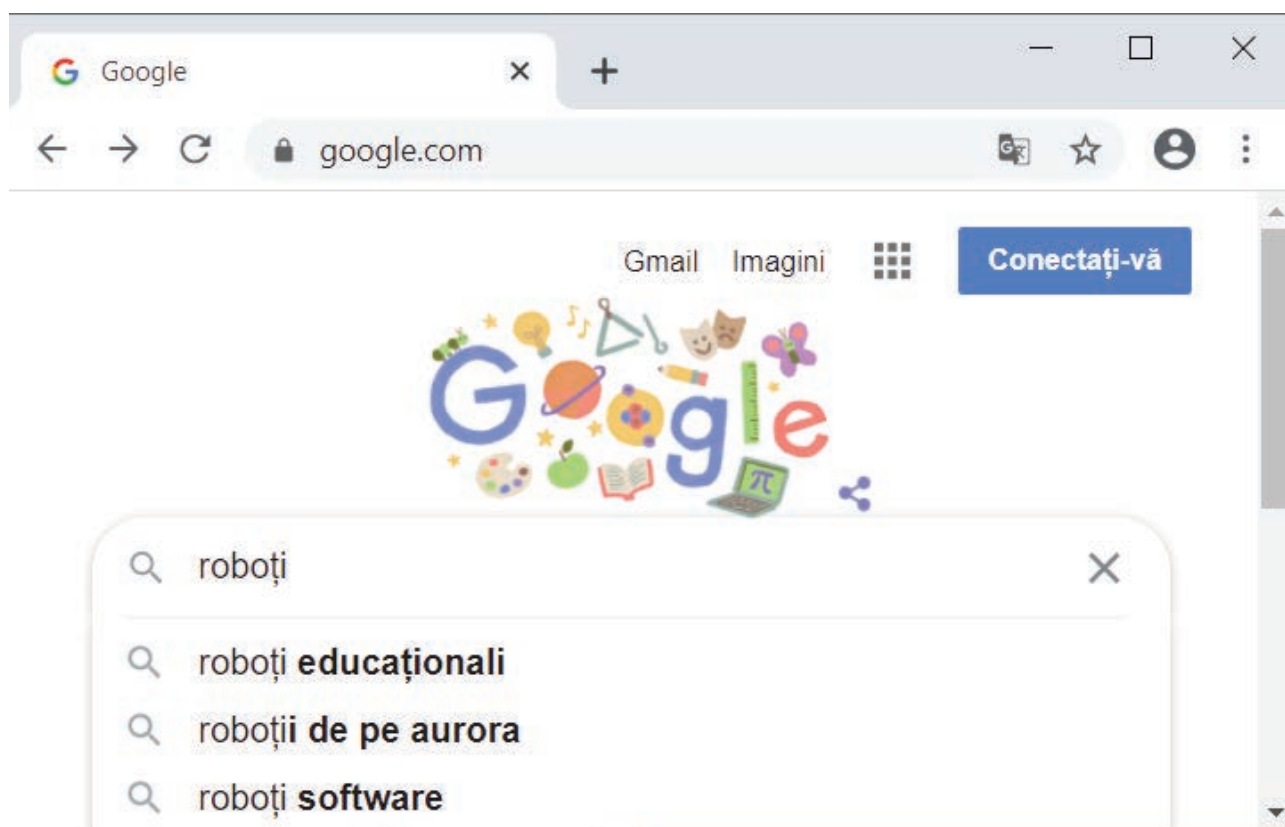 Google
google.com
Gmail Imagini Conectați-vă
Google
π
roboți
roboți educaționali
roboții de pe aurora
roboți software